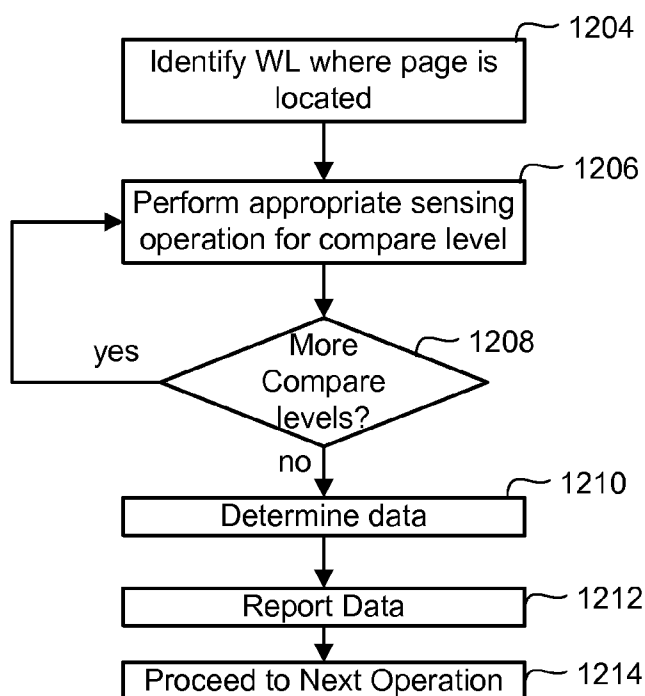 1204
Identify WL where page is
located
1206
Perform appropriate sensing
operation for compare level
1208
yes
More
Compare
levels?
no
1210
Determine data
1212
Report Data
1214
Proceed to Next Operation